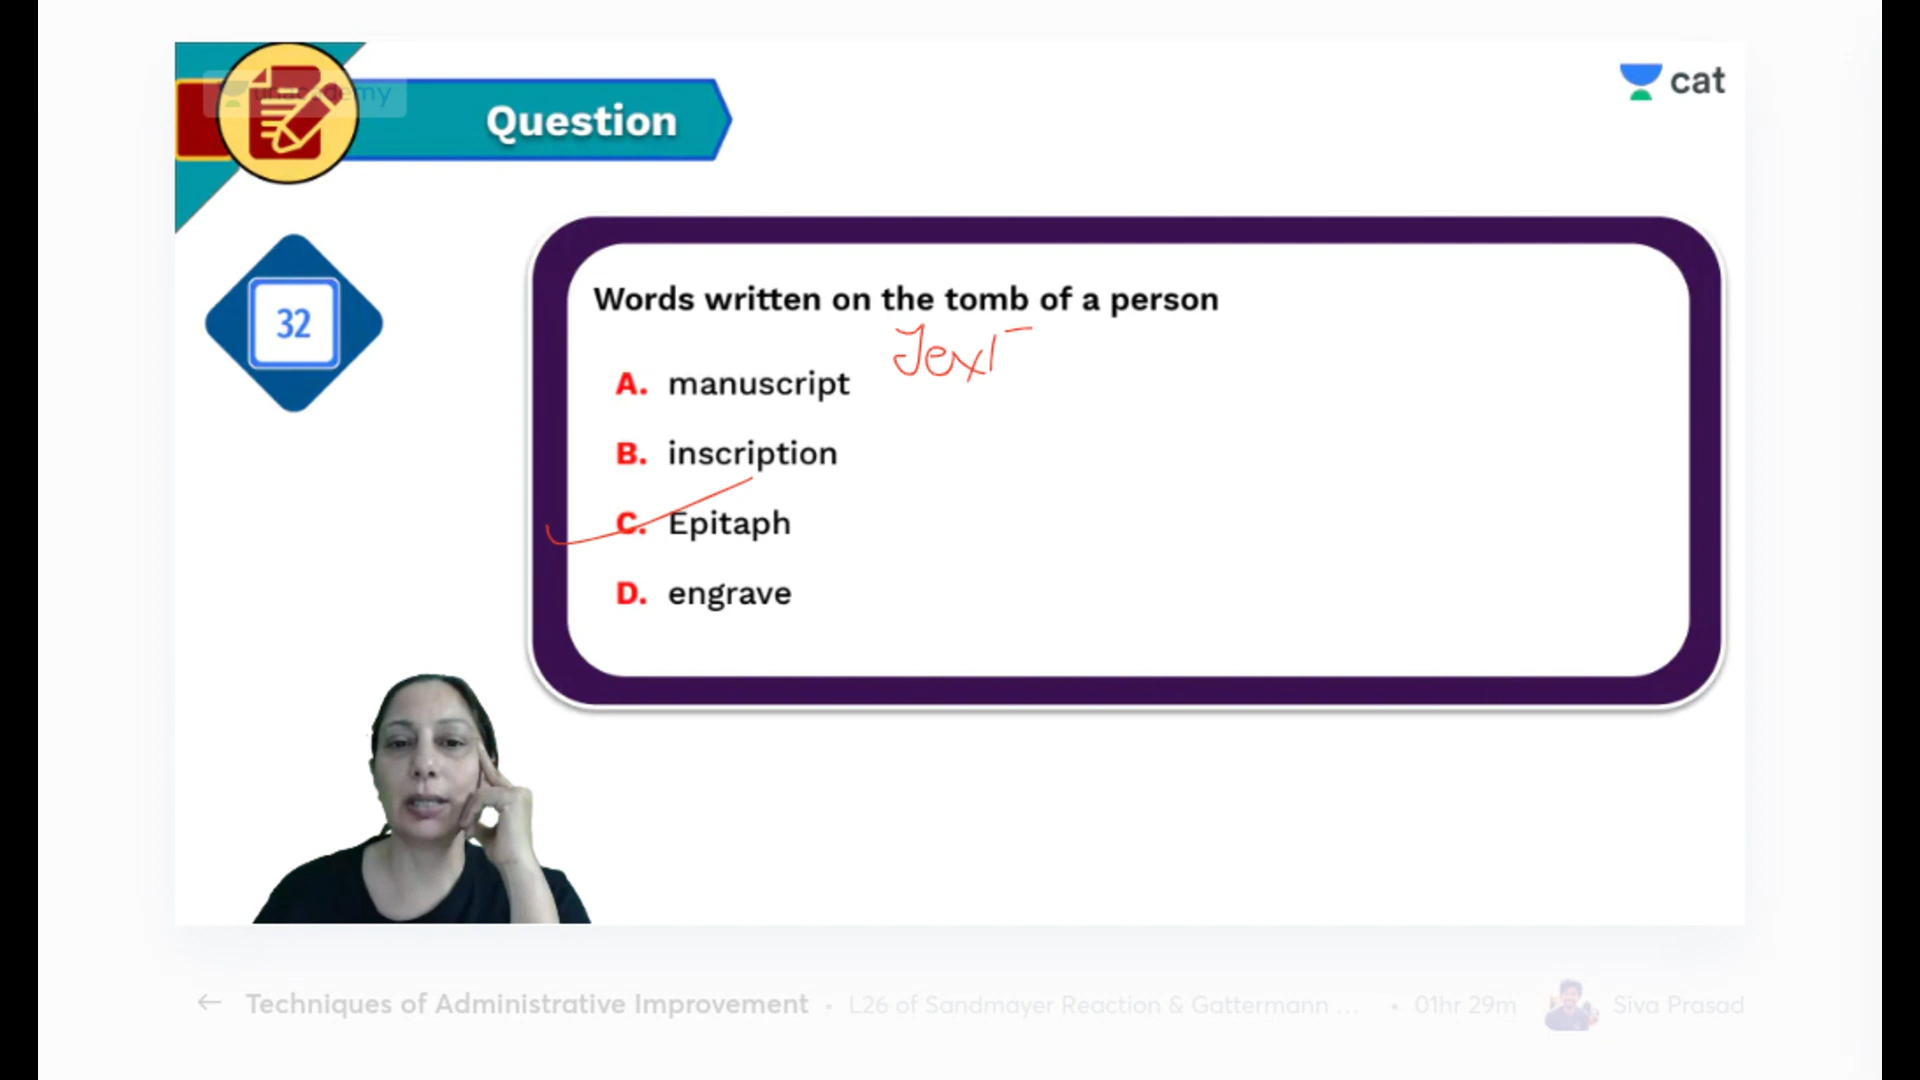 unacademy
Question
cat
32
Words written on the tomb of a person
Text
A. manuscript
B. inscription
C. Epitaph
D. engrave
Techniques of Administrative Improvement • L26 of Sandmayer Reaction & Gattermann ... • 01hr 29m Siva Prasad